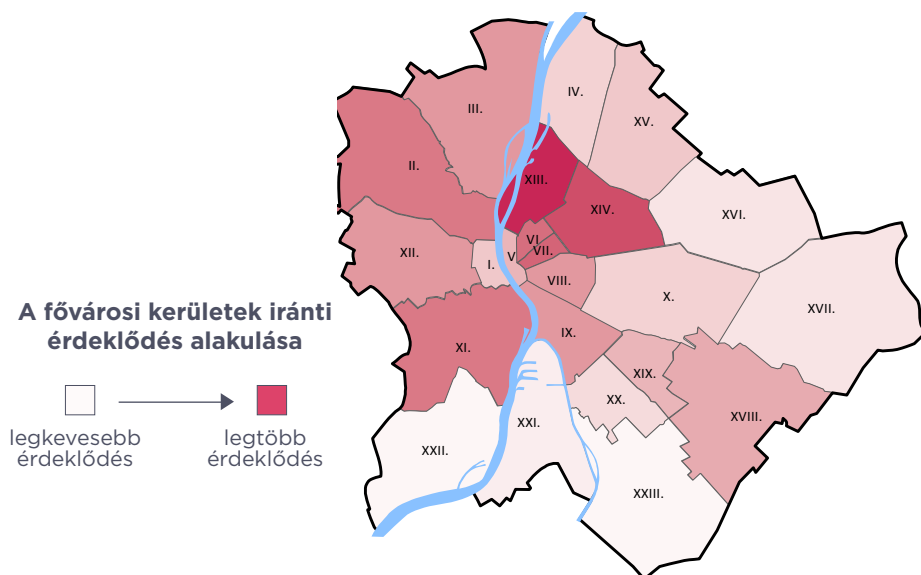 IV.
III.
XV.
II.
XIII.
XIV.
XVI.
VI.
XII.
V.
VII.
I.
VIII.
X.
XVII.
A fővárosi kerületek iránti
érdeklődés alakulása
IX.
XI.
XIX.
XX.
XVIII.
XXI.
legkevesebb
érdeklődés
legtöbb
érdeklődés
XXII.
XXIII.